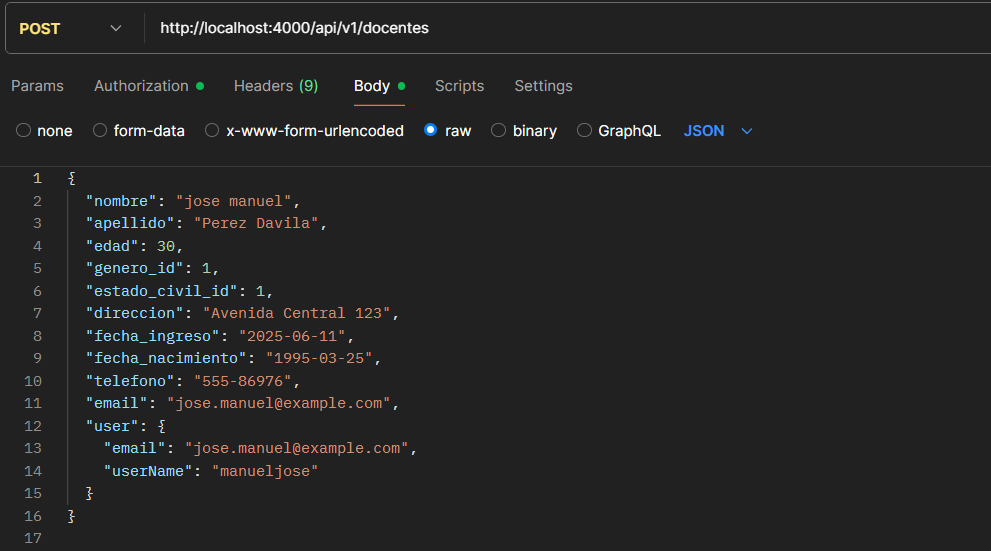 POST http://localhost:4000/api/v1/docentes
Params Authorization Headers (9) Body Scripts Settings
none form-data x-www-form-urlencoded raw binary GraphQL JSON
1 {
2 "nombre": "jose manuel",
3 "apellido": "Perez Davila",
4 "edad": 30,
5 "genero_id": 1,
6 "estado_civil_id": 1,
7 "direccion": "Avenida Central 123",
8 "fecha_ingreso": "2025-06-11",
9 "fecha_nacimiento": "1995-03-25",
10 "telefono": "555-86976",
11 "email": "jose.manuel@example.com",
12 "user": {
13 "email": "jose.manuel@example.com",
14 "userName": "manueljose"
15 }
16 }
17